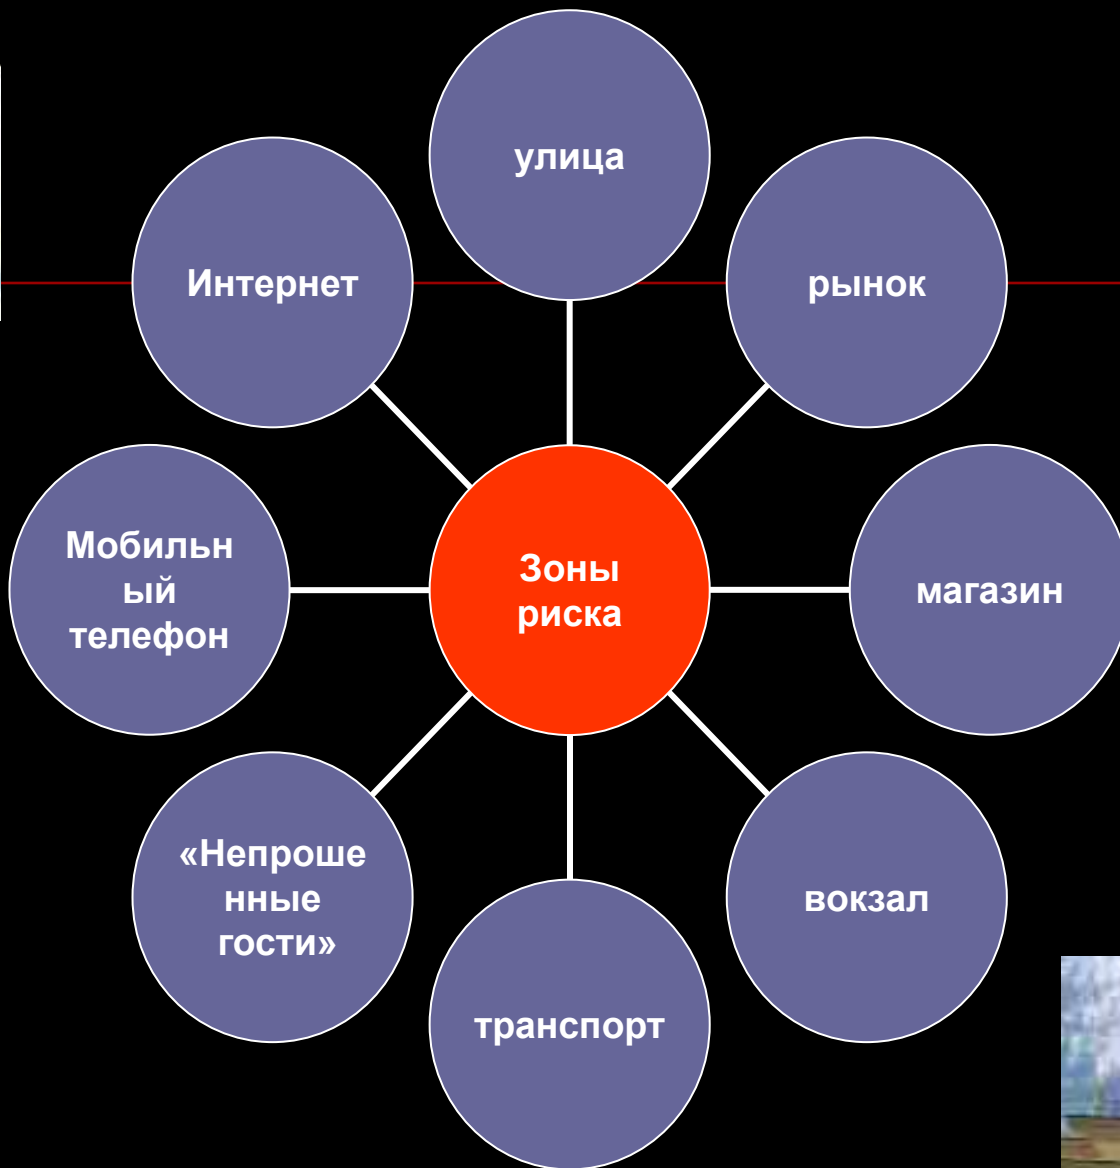 улица
Интернет
рынок
Мобильн
ый
телефон
Зоны
риска
магазин
«Непроше
нные
гости»
вокзал
транспорт